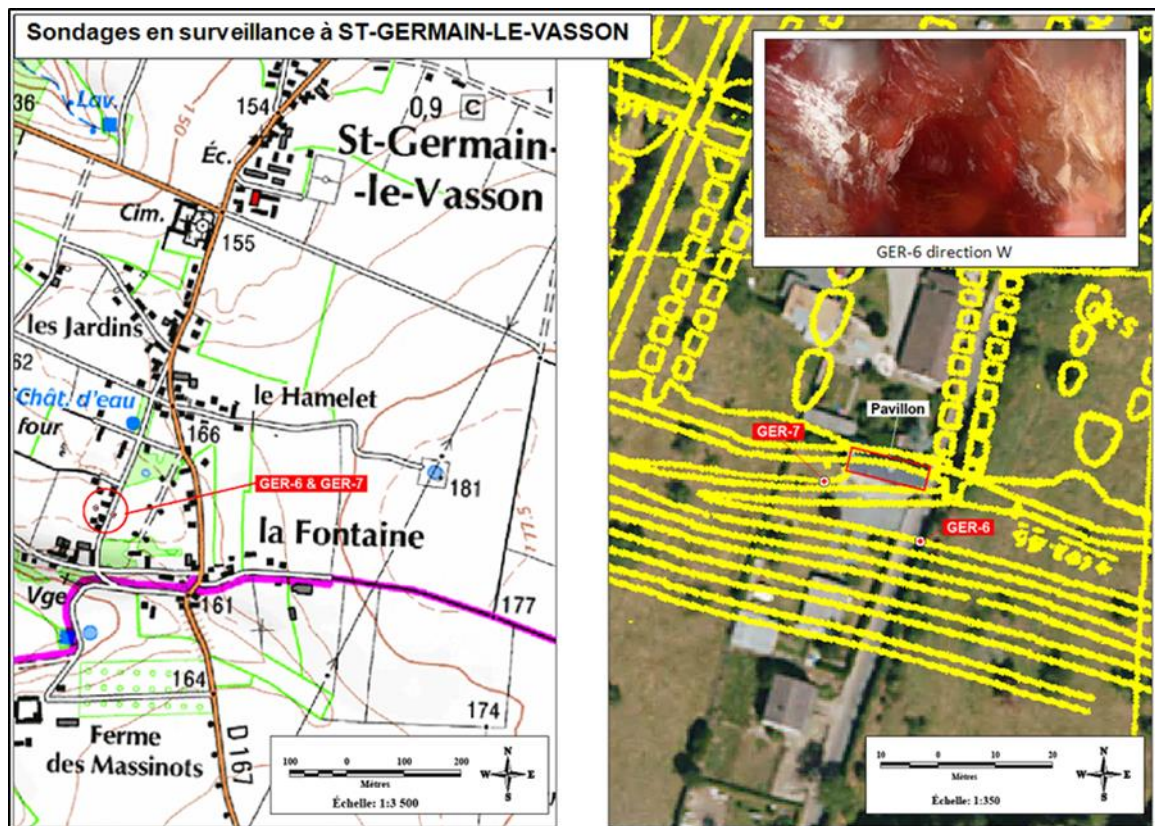 Sondages en surveillance à ST-GERMAIN-LE-VASSON
36
Lav.
150
154
0,9 C
Éc.
St-Germain-
-le-Vasson
Cim.
155
les Jardins
62
Chât. d'eau
four
166
le Hamelet
181
GER-6 & GER-7
la Fontaine
177,5
Vge
161
177
164
174
Ferme
des Massinots
D 167
100 0 100 200
Mètres
Échelle: 1:3 500
N
W E
S
GER-6 direction W
Pavillon
GER-7
GER-6
10 0 10 20
Mètres
Échelle: 1:350
N
W E
S